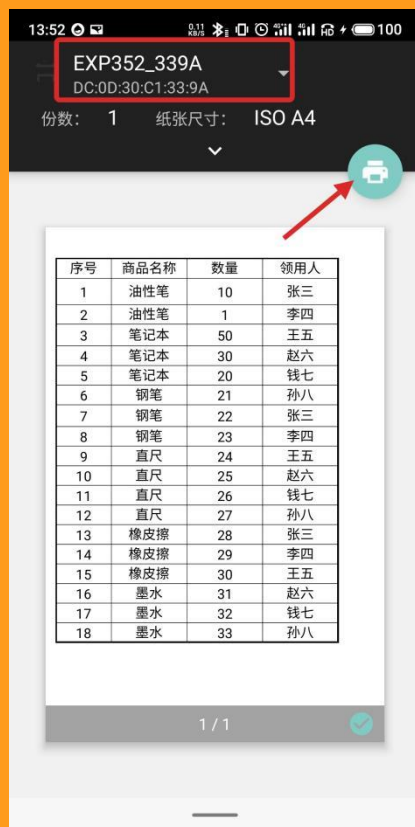 13:52 0.11 KB/S 4G 4G HD 100
EXP352_339A
DC:0D:30:C1:33:9A
份数: 1 纸张尺寸: ISO A4
序号 商品名称 数量 领用人
1 油性笔 10 张三
2 油性笔 1 李四
3 笔记本 50 王五
4 笔记本 30 赵六
5 笔记本 20 钱七
6 钢笔 21 孙八
7 钢笔 22 张三
8 钢笔 23 李四
9 直尺 24 王五
10 直尺 25 赵六
11 直尺 26 钱七
12 直尺 27 孙八
13 橡皮擦 28 张三
14 橡皮擦 29 李四
15 橡皮擦 30 王五
16 墨水 31 赵六
17 墨水 32 钱七
18 墨水 33 孙八
1 / 1